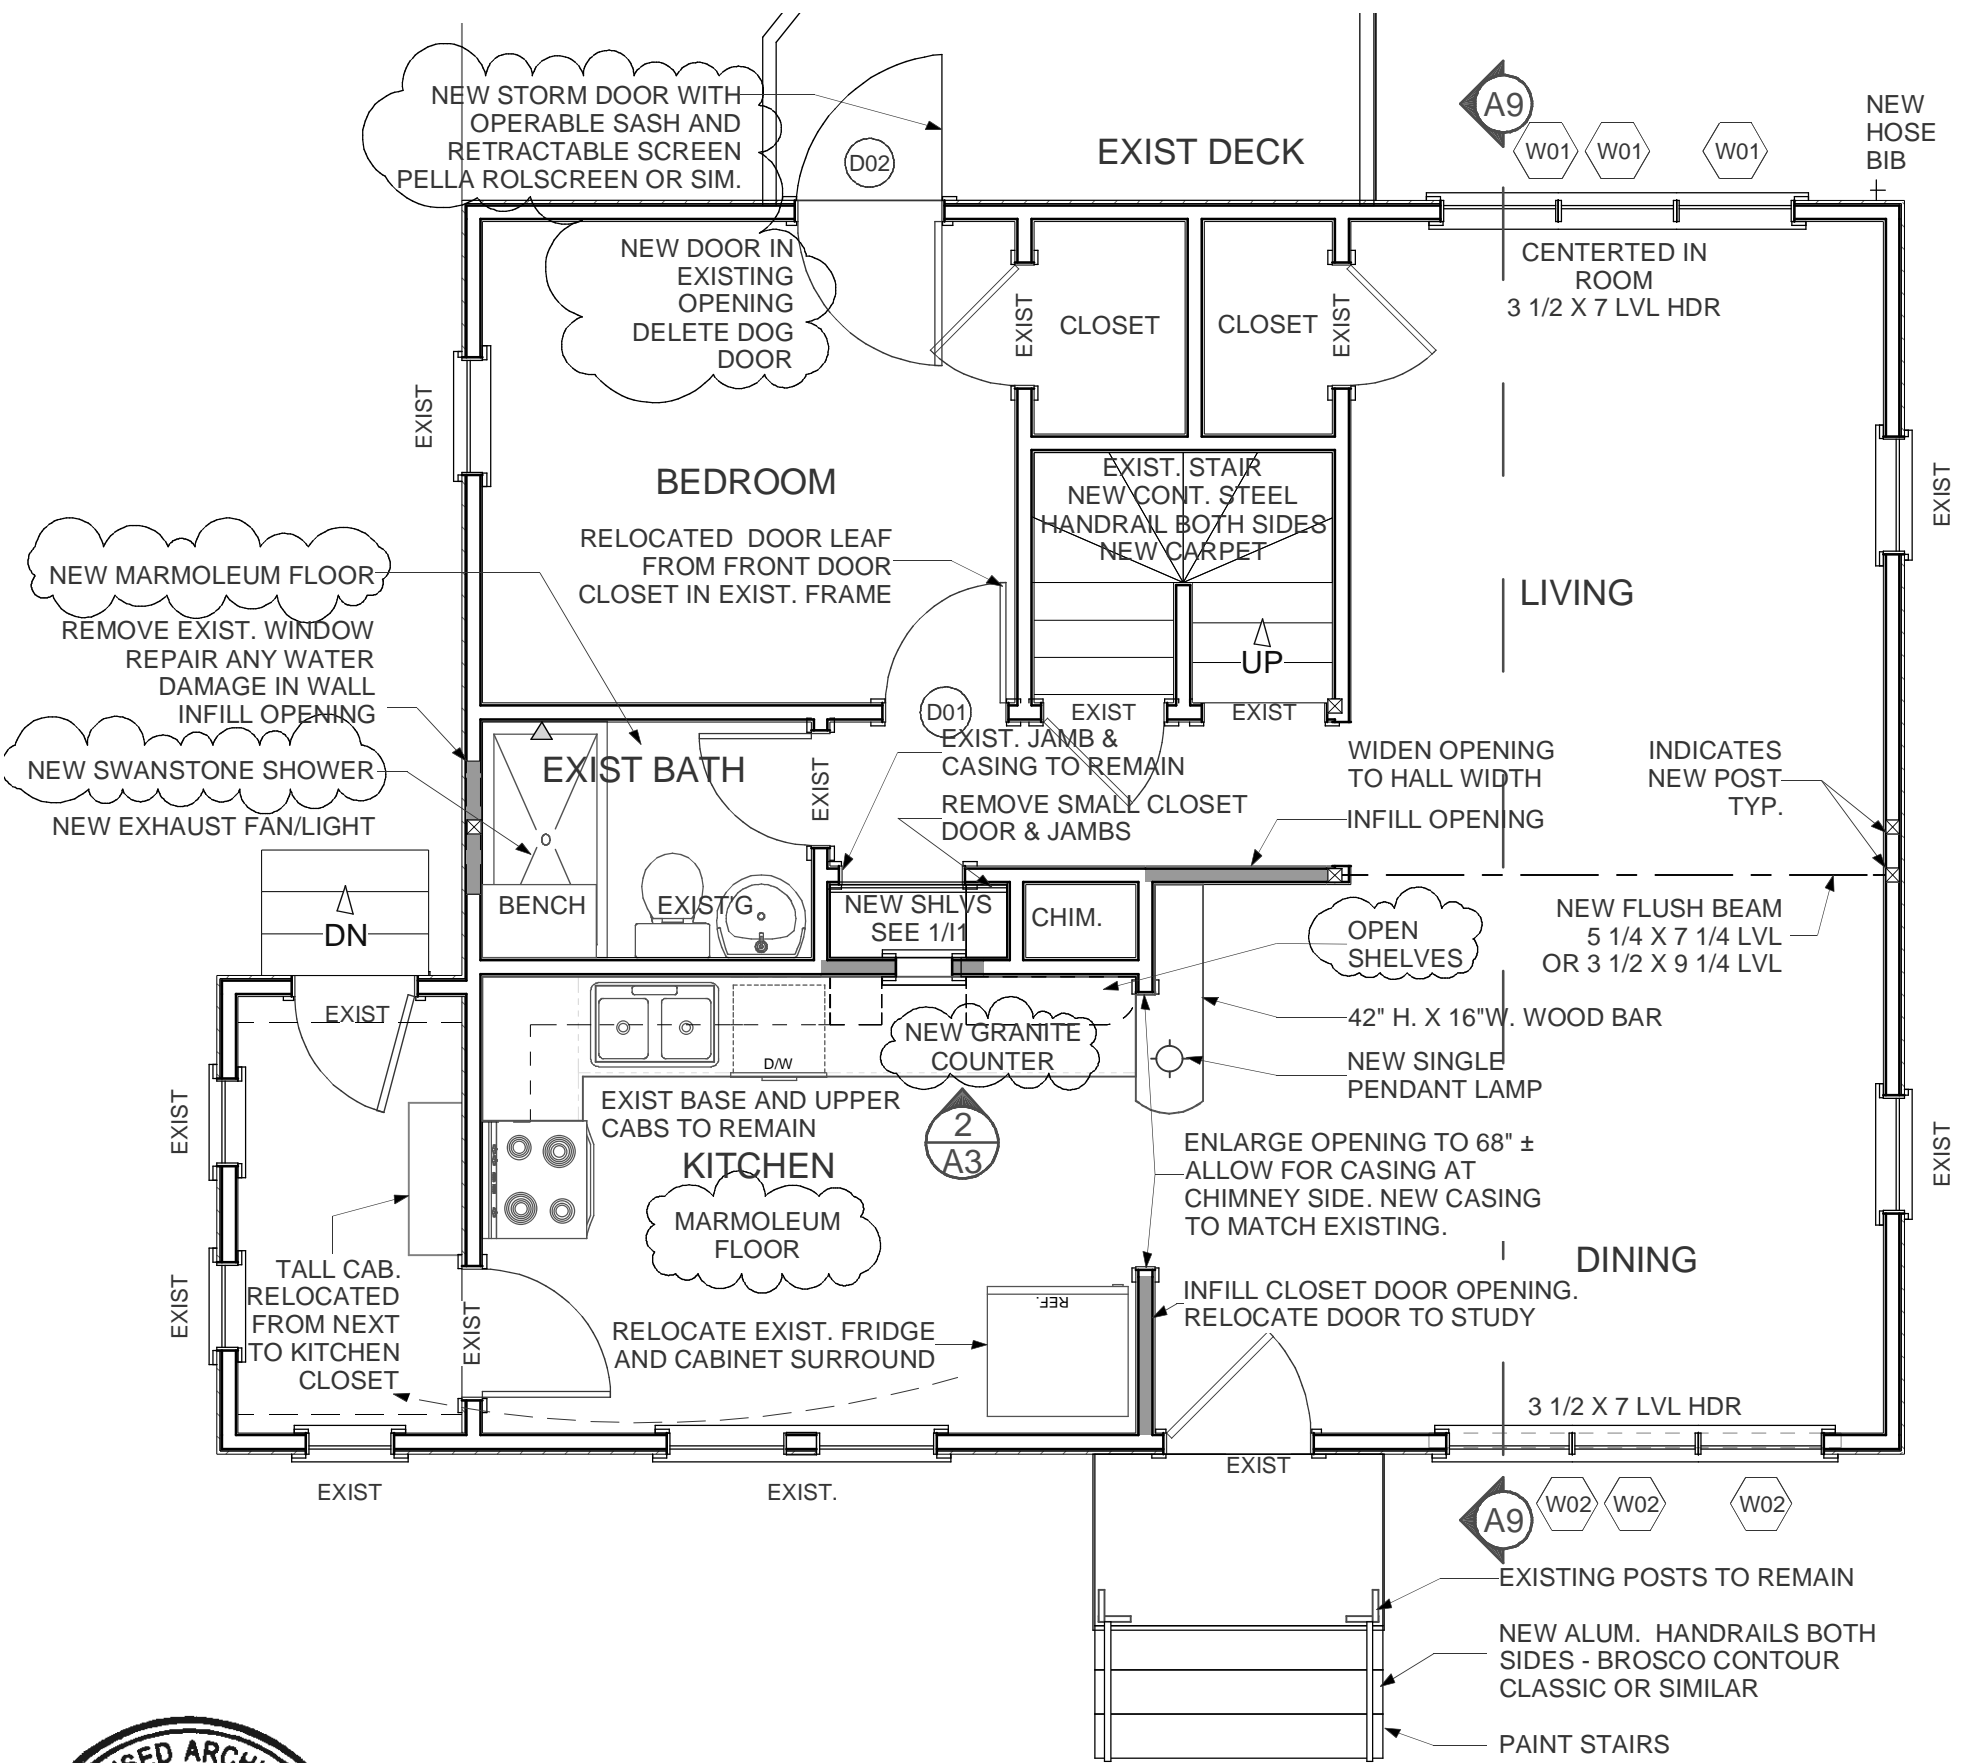 NEW STORM DOOR WITH
OPERABLE SASH AND
RETRACTABLE SCREEN
PELLA ROLSCREEN OR SIM.
D02
EXIST DECK
A9
W01
W01
W01
NEW
HOSE
BIB
NEW DOOR IN
EXISTING
OPENING
DELETE DOG
DOOR
EXIST
CLOSET
CLOSET
EXIST
CENTERTED IN
ROOM
3 1/2 X 7 LVL HDR
EXIST
BEDROOM
EXIST. STAIR
NEW CONT. STEEL
HANDRAIL BOTH SIDES
NEW CARPET
EXIST
RELOCATED DOOR LEAF
FROM FRONT DOOR
CLOSET IN EXIST. FRAME
LIVING
UP
NEW MARMOLEUM FLOOR
REMOVE EXIST. WINDOW
REPAIR ANY WATER
DAMAGE IN WALL
INFILL OPENING
NEW SWANSTONE SHOWER
NEW EXHAUST FAN/LIGHT
EXIST BATH
EXIST
D01
EXIST
EXIST
EXIST. JAMB &
CASING TO REMAIN
REMOVE SMALL CLOSET
DOOR & JAMBS
WIDEN OPENING
TO HALL WIDTH
INFILL OPENING
INDICATES
NEW POST
TYP.
DN
BENCH
EXIST'G
NEW SHLVS
SEE 1/I1
CHIM.
OPEN
SHELVES
NEW FLUSH BEAM
5 1/4 X 7 1/4 LVL
OR 3 1/2 X 9 1/4 LVL
EXIST
D/W
NEW GRANITE
COUNTER
42" H. X 16"W. WOOD BAR
NEW SINGLE
PENDANT LAMP
EXIST
EXIST BASE AND UPPER
CABS TO REMAIN
2
A3
KITCHEN
MARMOLEUM
FLOOR
ENLARGE OPENING TO 68" ±
ALLOW FOR CASING AT
CHIMNEY SIDE. NEW CASING
TO MATCH EXISTING.
EXIST
DINING
TALL CAB.
RELOCATED
FROM NEXT
TO KITCHEN
CLOSET
EXIST
EXIST
REF.
RELOCATE EXIST. FRIDGE
AND CABINET SURROUND
INFILL CLOSET DOOR OPENING.
RELOCATE DOOR TO STUDY
3 1/2 X 7 LVL HDR
EXIST
EXIST.
EXIST
A9
W02
W02
W02
EXISTING POSTS TO REMAIN
NEW ALUM. HANDRAILS BOTH
SIDES - BROSCO CONTOUR
CLASSIC OR SIMILAR
PAINT STAIRS